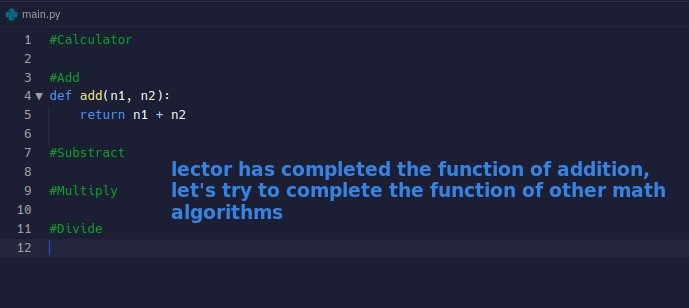 main.py
1 #Calculator
2
3 #Add
4 def add(n1, n2):
5 return n1 + n2
6
7 #Substract
8
9 #Multiply
10
11 #Divide
12
lector has completed the function of addition,
let's try to complete the function of other math
algorithms